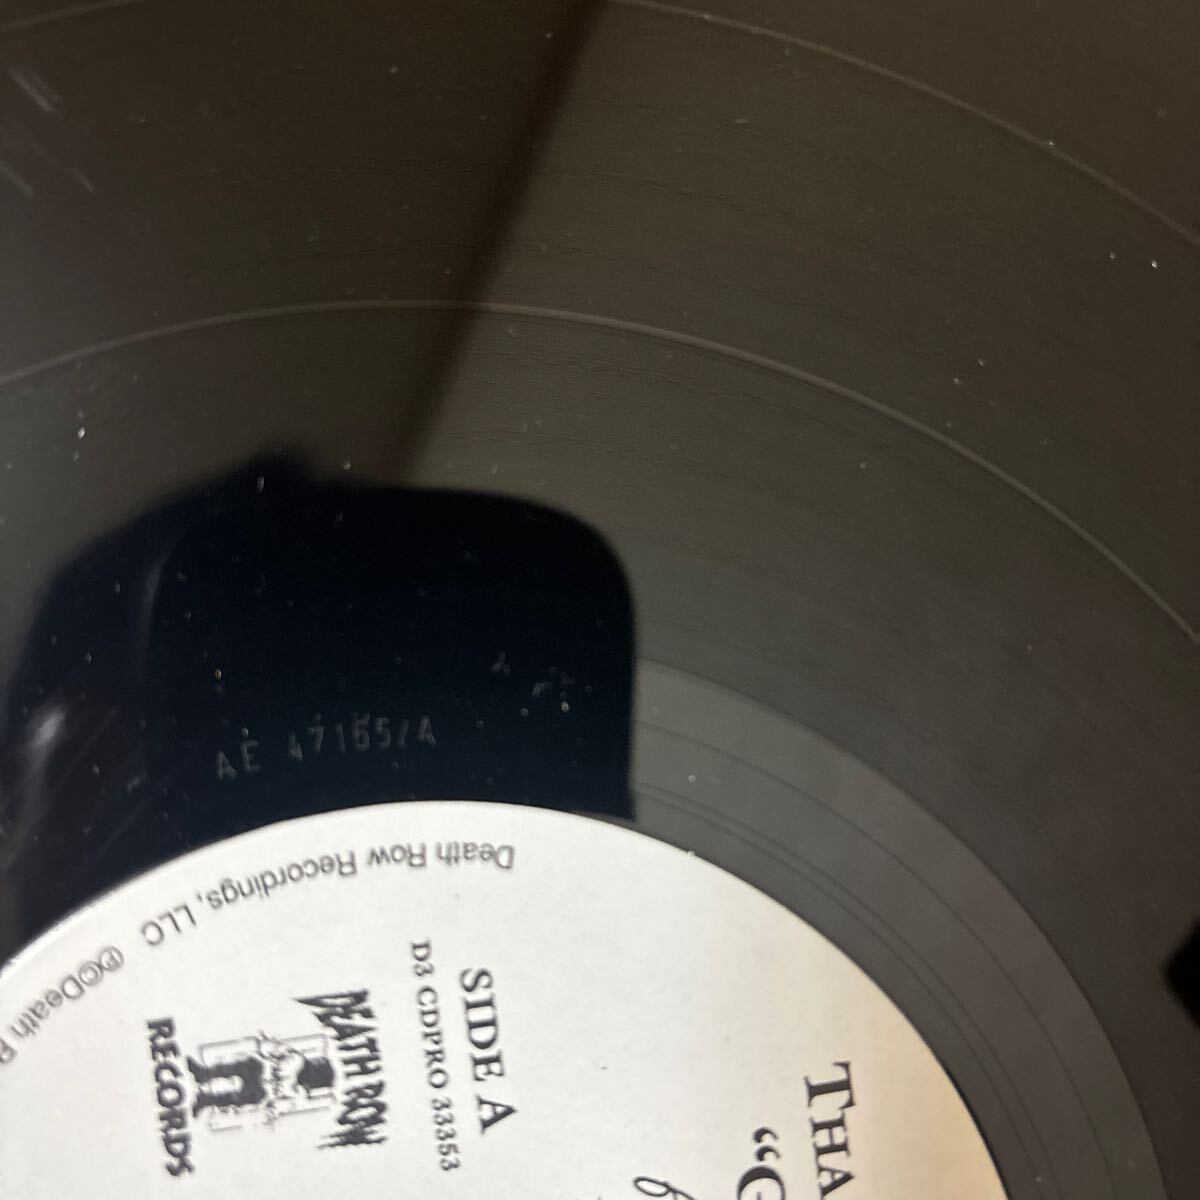 AE 47165/A
Death Row Recordings, LLC ℗©Death R
SIDE A
D3 CDPRO 33353
DEATH ROW
RECORDS
THA
“G